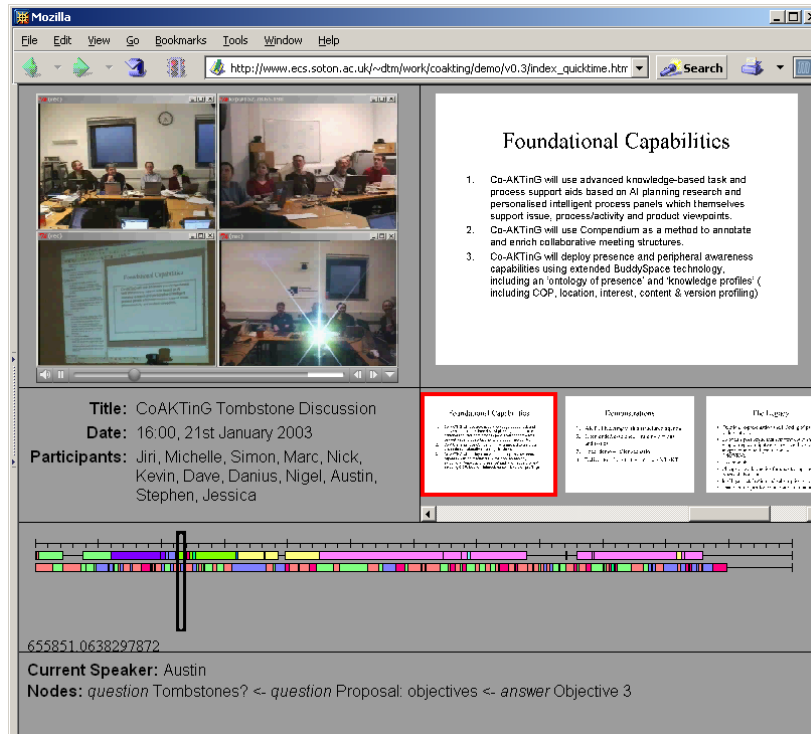 Mozilla
File Edit View Go Bookmarks Tools Window Help
http://www.ecs.soton.ac.uk/~dtm/work/coakting/demo/v0.3/index_quicktime.htm
Search
Foundational Capabilities
1. Co-AKTinG will use advanced knowledge-based task and
process support aids based on AI planning research and
personalised intelligent process panels which themselves
support issue, process/activity and product viewpoints.
2. Co-AKTinG will use Compendium as a method to annotate
and enrich collaborative meeting structures.
3. Co-AKTinG will deploy presence and peripheral awareness
capabilities using extended BuddySpace technology,
including an 'ontology of presence' and 'knowledge profiles' (
including COP, location, interest, content & version profiling)
Foundational Capabilities
Title: CoAKTinG Tombstone Discussion
Date: 16:00, 21st January 2003
Participants: Jiri, Michelle, Simon, Marc, Nick,
Kevin, Dave, Danius, Nigel, Austin,
Stephen, Jessica
Foundational Capabilities
Demonstrations
The Legacy
655851.0638297872
Current Speaker: Austin
Nodes: question Tombstones? <- question Proposal: objectives <- answer Objective 3